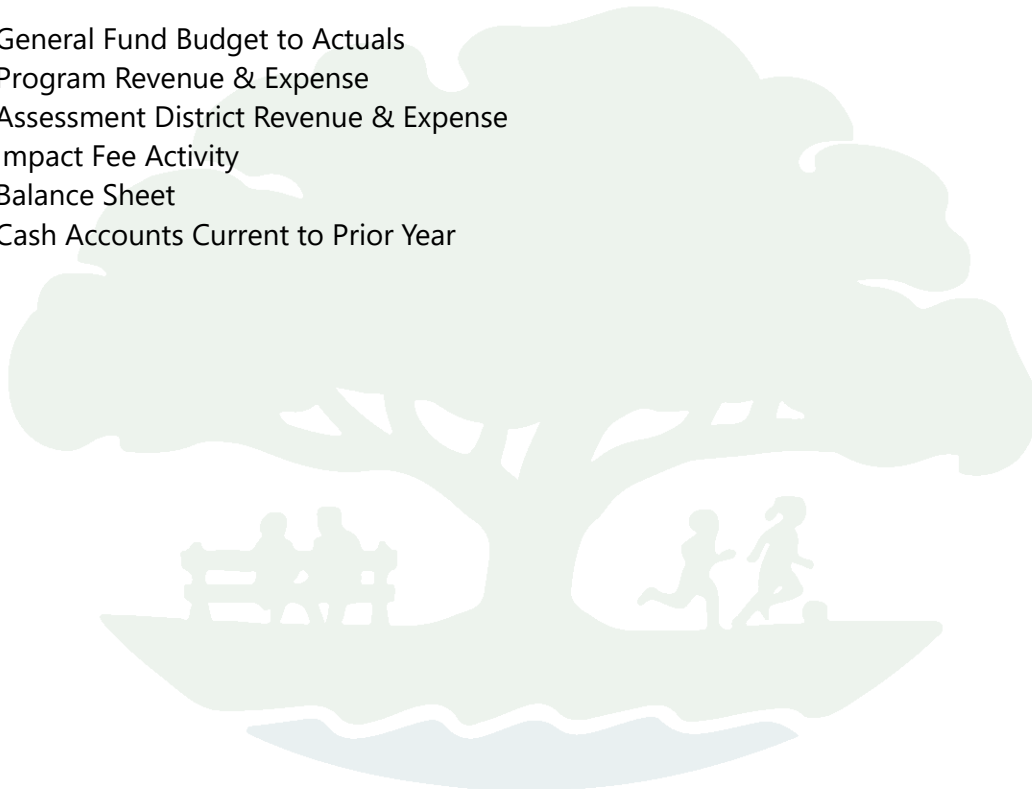 General Fund Budget to Actuals
Program Revenue & Expense
Assessment District Revenue & Expense
Impact Fee Activity
Balance Sheet
Cash Accounts Current to Prior Year